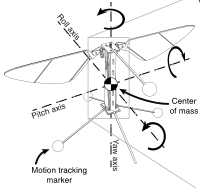 Roll axis
Pitch axis
Center
of mass
Yaw axis
Motion tracking
marker